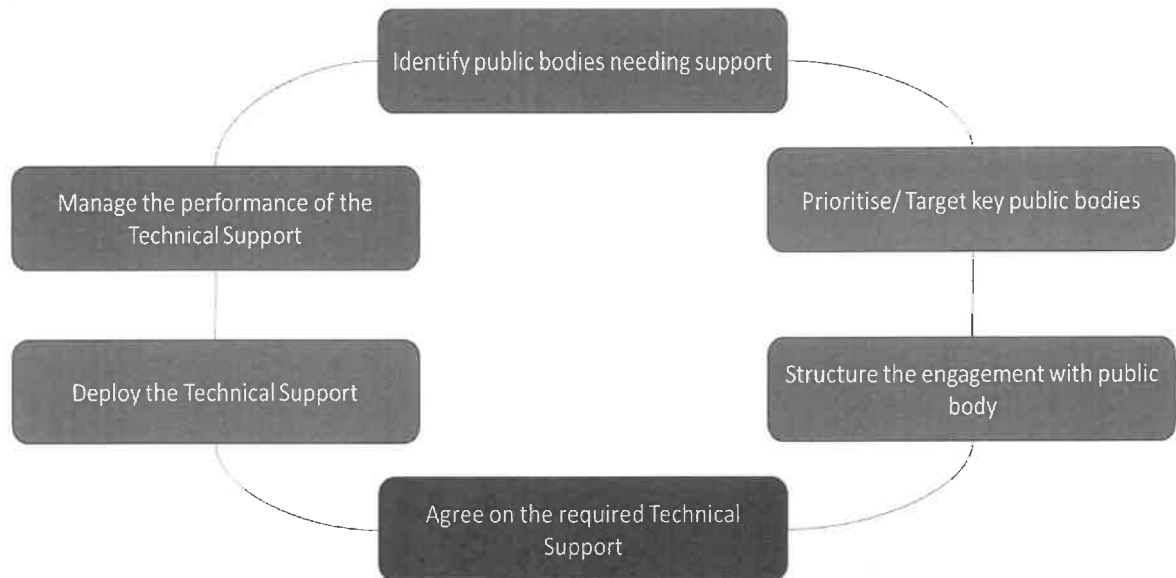 Identify public bodies needing support
Prioritise/ Target key public bodies
Structure the engagement with public
body
Agree on the required Technical
Support
Deploy the Technical Support
Manage the performance of the
Technical Support